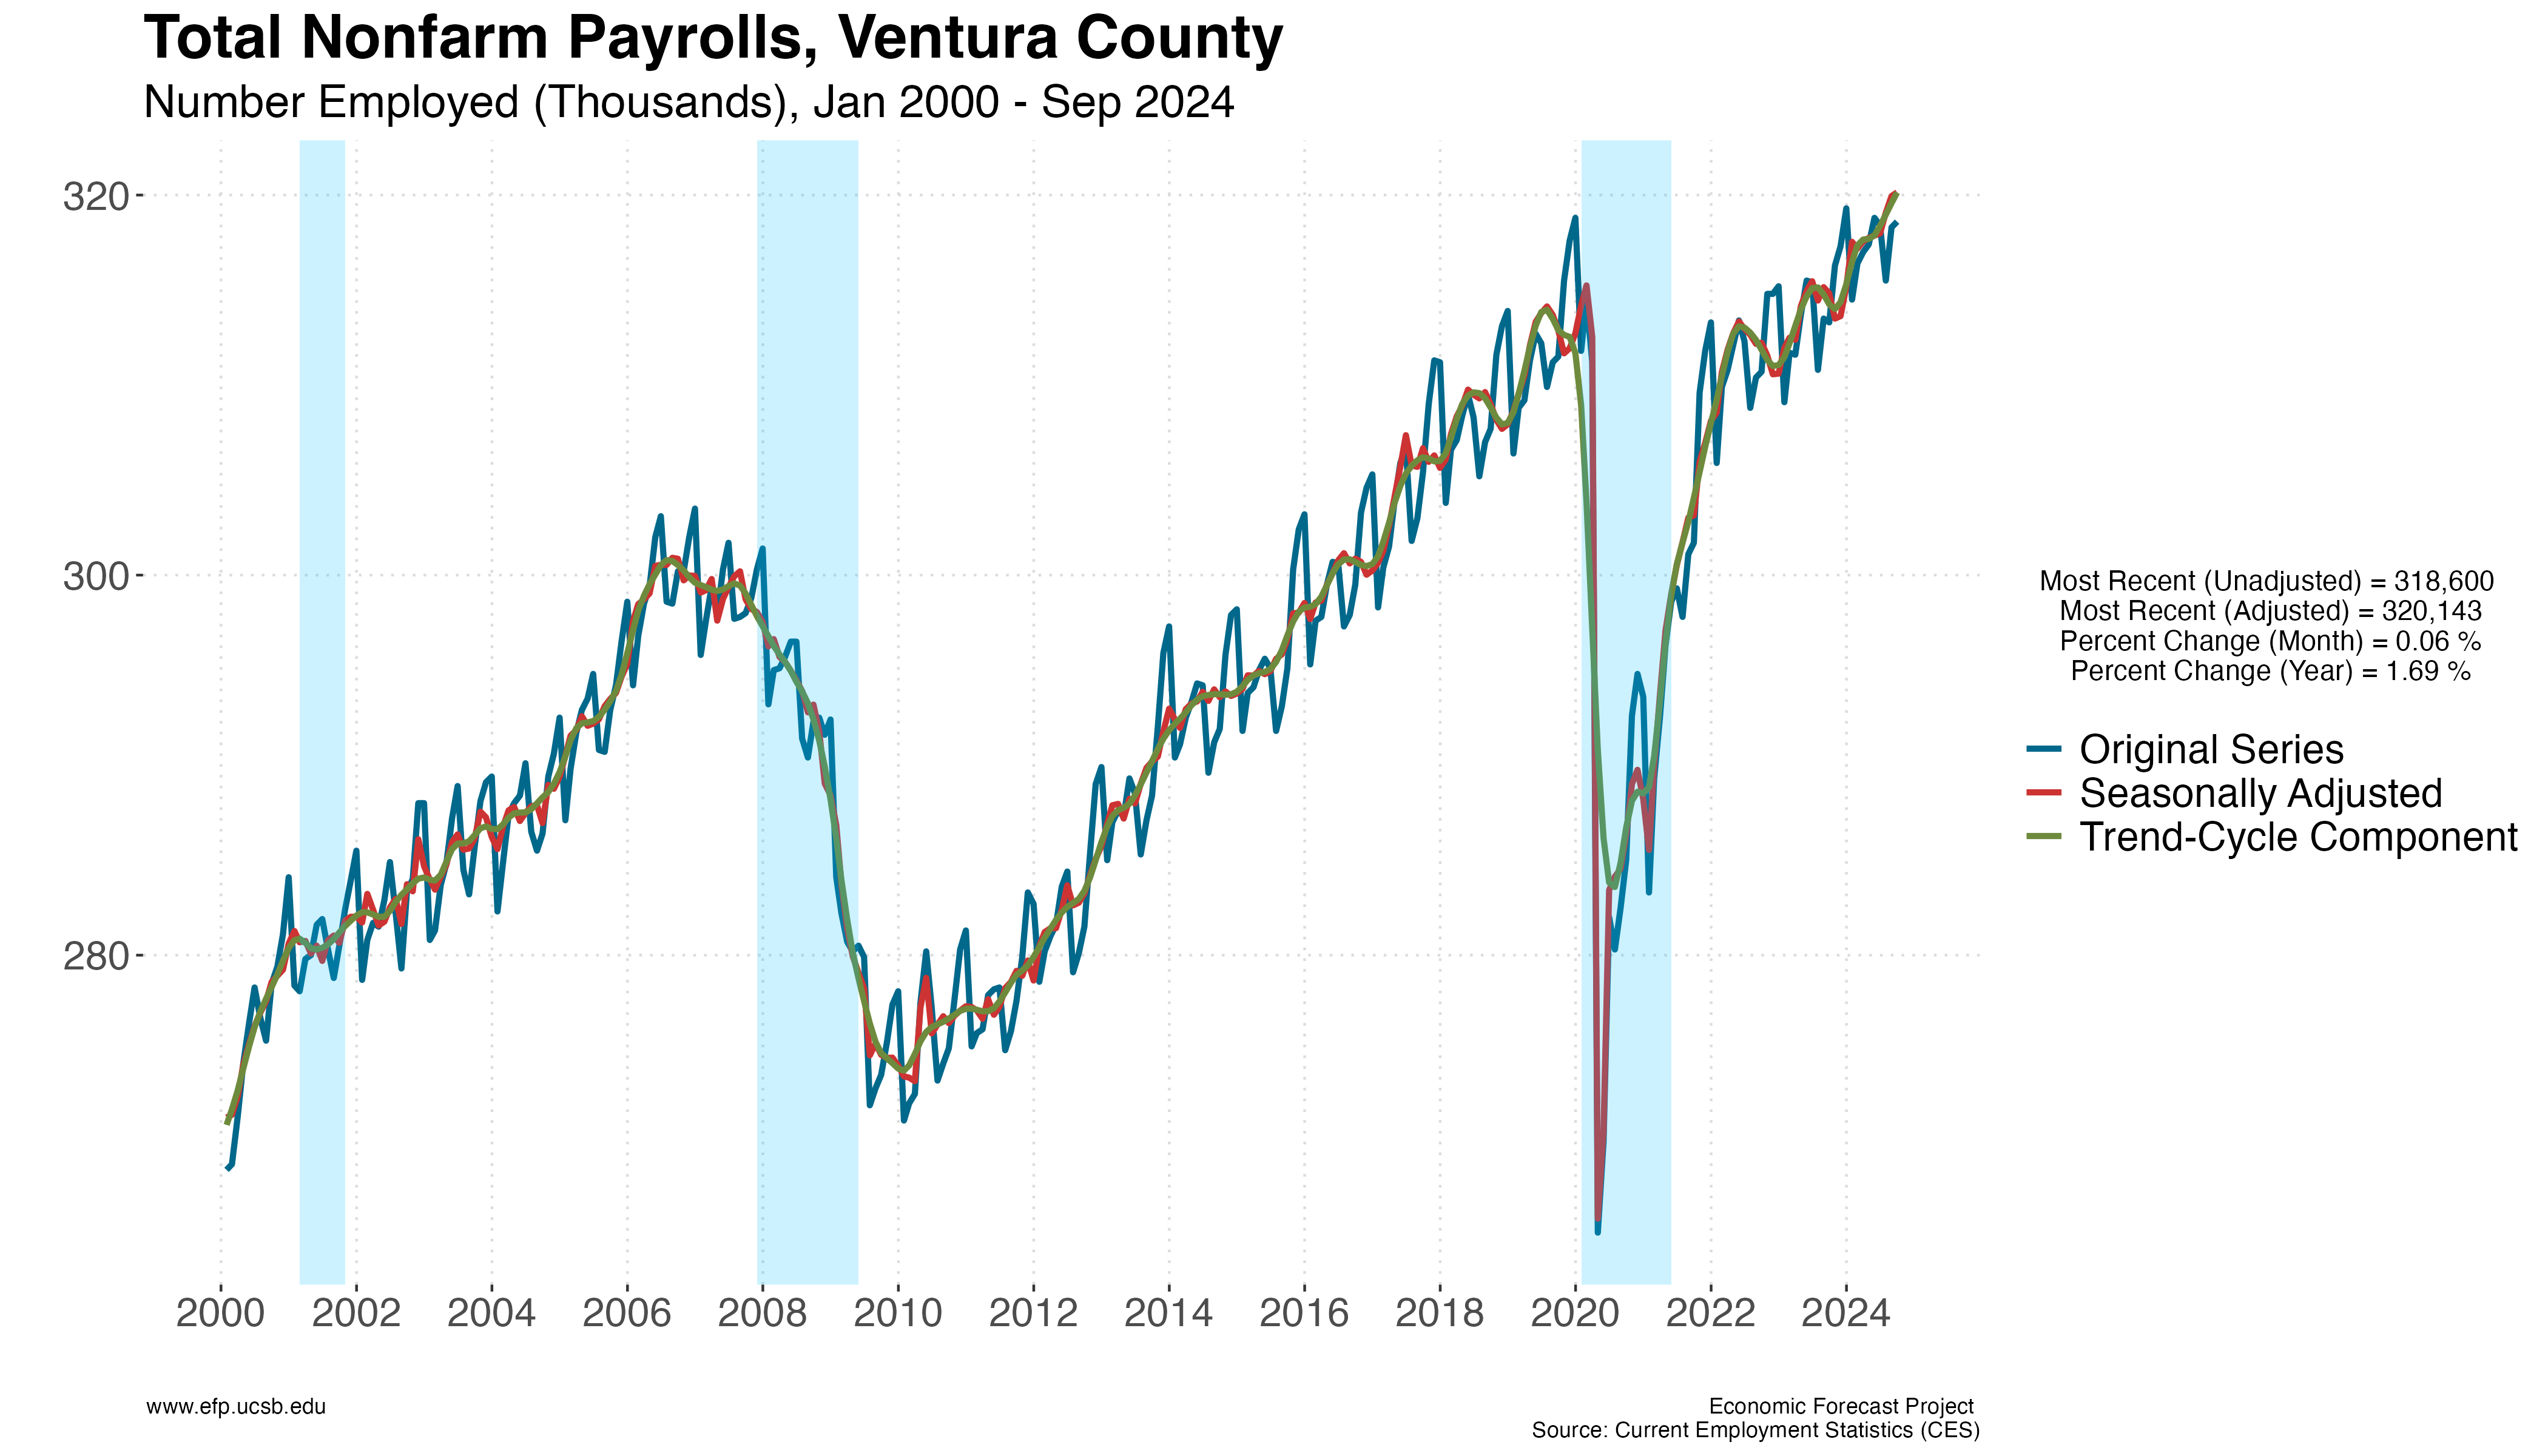 Total Nonfarm Payrolls, Ventura County
Number Employed (Thousands), Jan 2000 - Sep 2024
320
300
280
2000 2002 2004 2006 2008 2010 2012 2014 2016 2018 2020 2022 2024
Most Recent (Unadjusted) = 318,600
Most Recent (Adjusted) = 320,143
Percent Change (Month) = 0.06 %
Percent Change (Year) = 1.69 %
Original Series
Seasonally Adjusted
Trend-Cycle Component
www.efp.ucsb.edu
Economic Forecast Project
Source: Current Employment Statistics (CES)